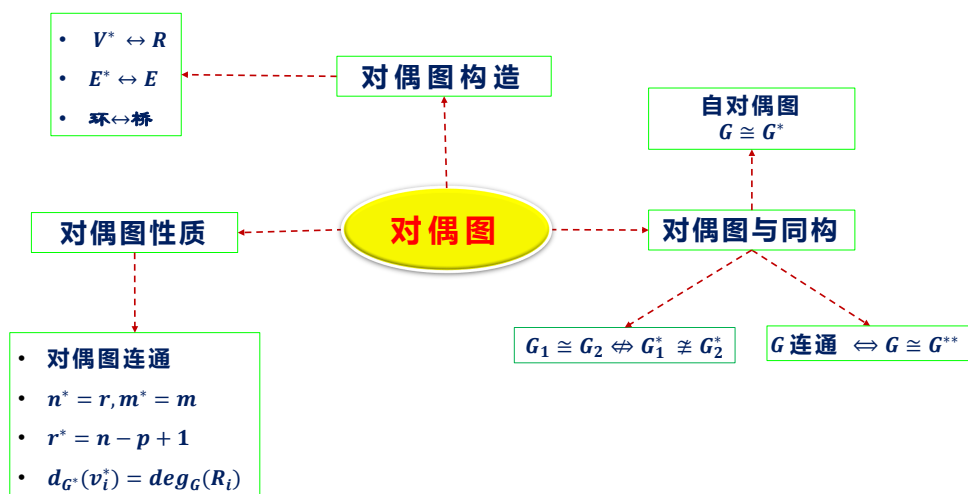 • V* ↔ R
• E* ↔ E
• 环↔桥
对偶图构造
自对偶图
G ≅ G*
对偶图性质
对偶图
对偶图与同构
• 对偶图连通
• n* = r, m* = m
• r* = n − p + 1
• d_{G*}(v_i*) = deg_G(R_i)
G₁ ≅ G₂ ⇎ G₁* ≇ G₂*
G 连通 ⇔ G ≅ G**